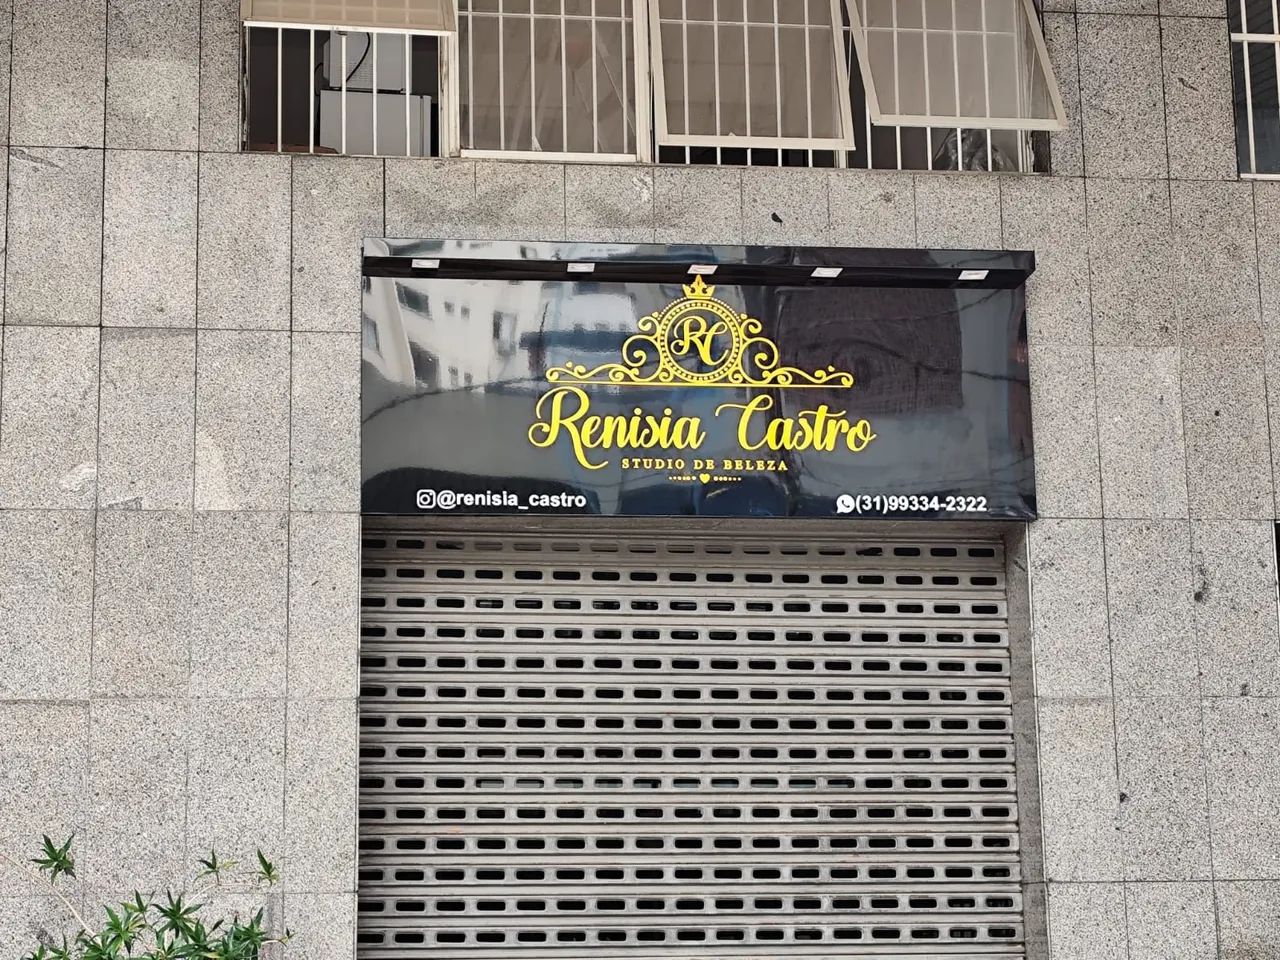 RC
Renisia Castro
STUDIO DE BELEZA
@renisia_castro
(31)99334-2322